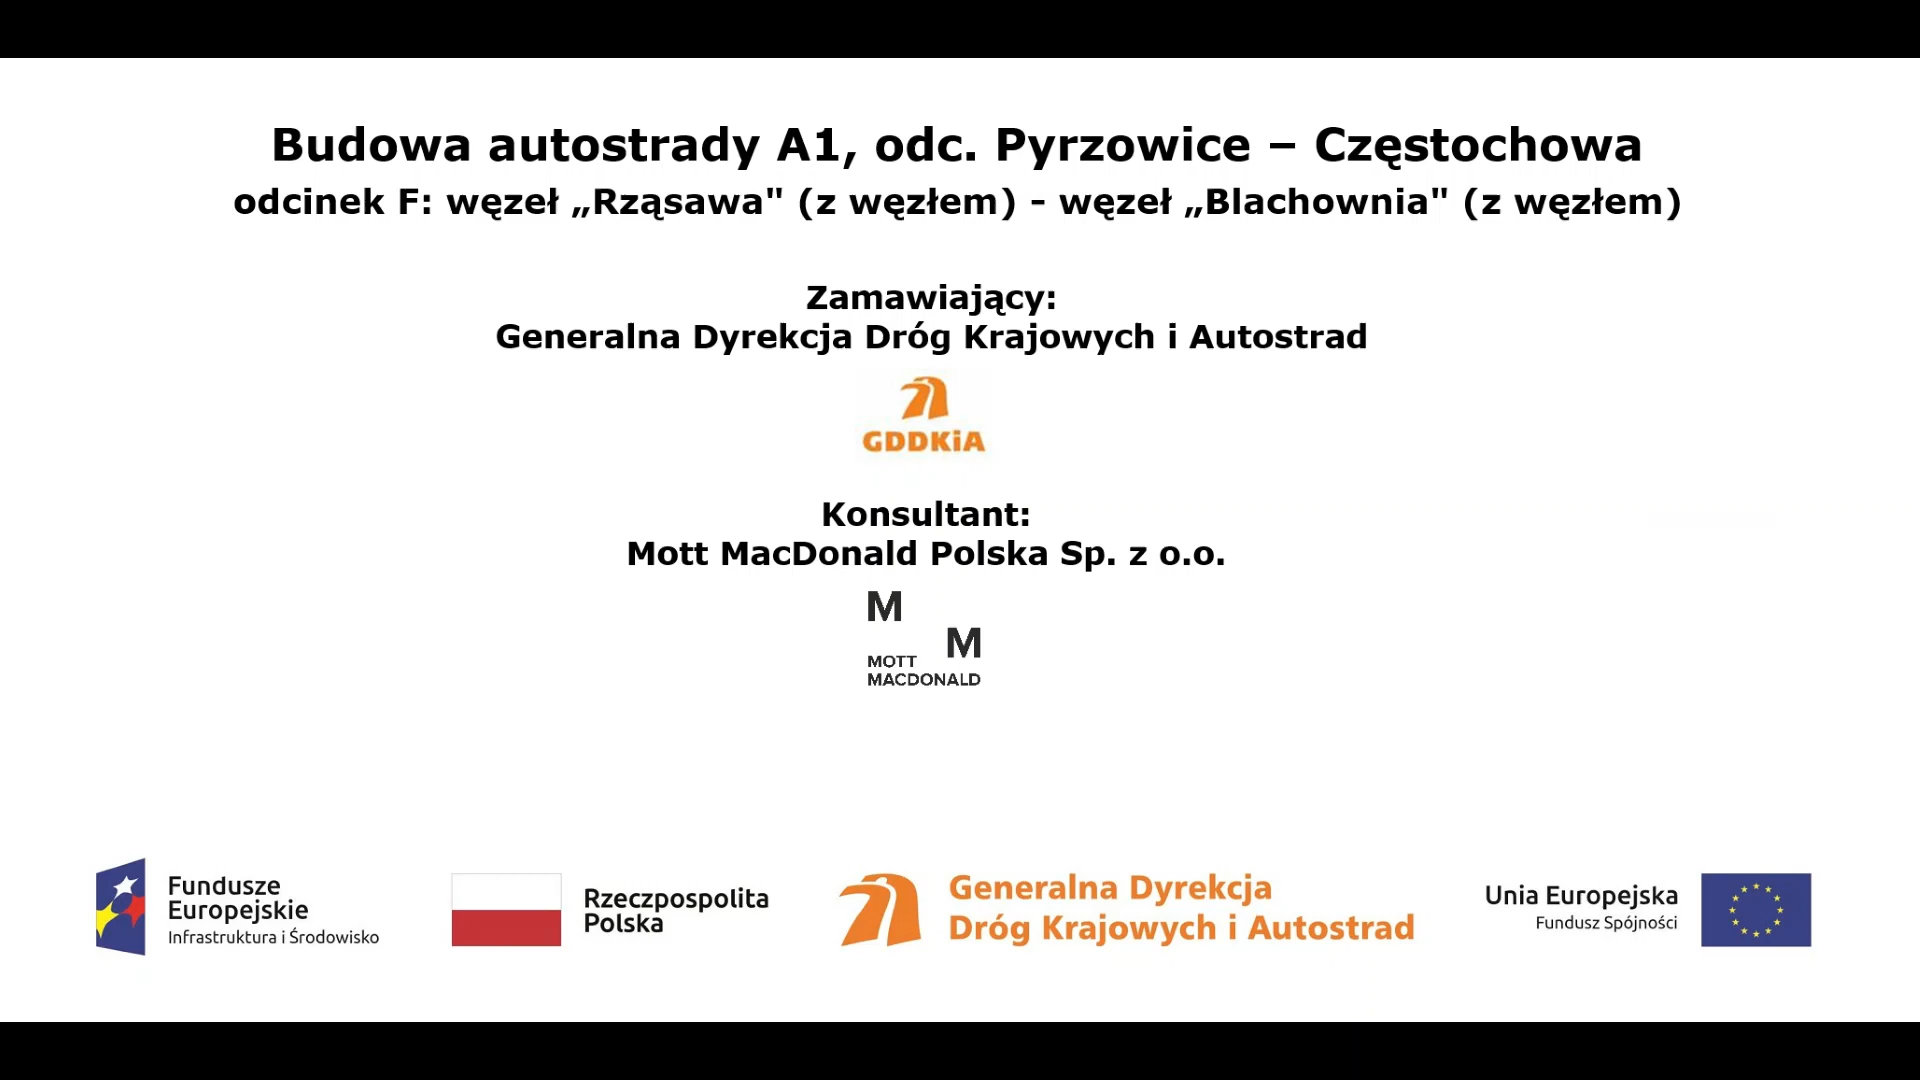 Budowa autostrady A1, odc. Pyrzowice – Częstochowa
odcinek F: węzeł „Rząsawa" (z węzłem) - węzeł „Blachownia" (z węzłem)
Zamawiający:
Generalna Dyrekcja Dróg Krajowych i Autostrad
GDDKiA
Konsultant:
Mott MacDonald Polska Sp. z o.o.
M
M
MOTT
MACDONALD
Fundusze
Europejskie
Infrastruktura i Środowisko
Rzeczpospolita
Polska
Generalna Dyrekcja
Dróg Krajowych i Autostrad
Unia Europejska
Fundusz Spójności